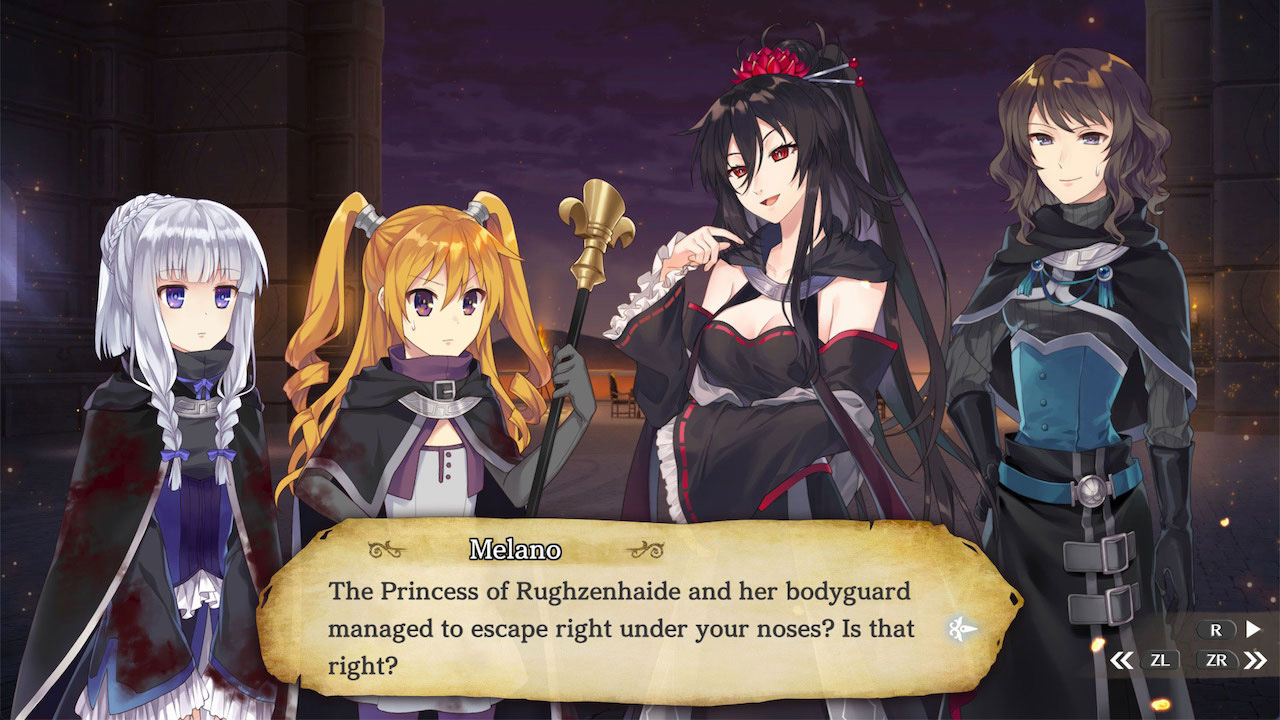 Melano
The Princess of Rughzenhaide and her bodyguard
managed to escape right under your noses? Is that
right?
R
ZL
ZR